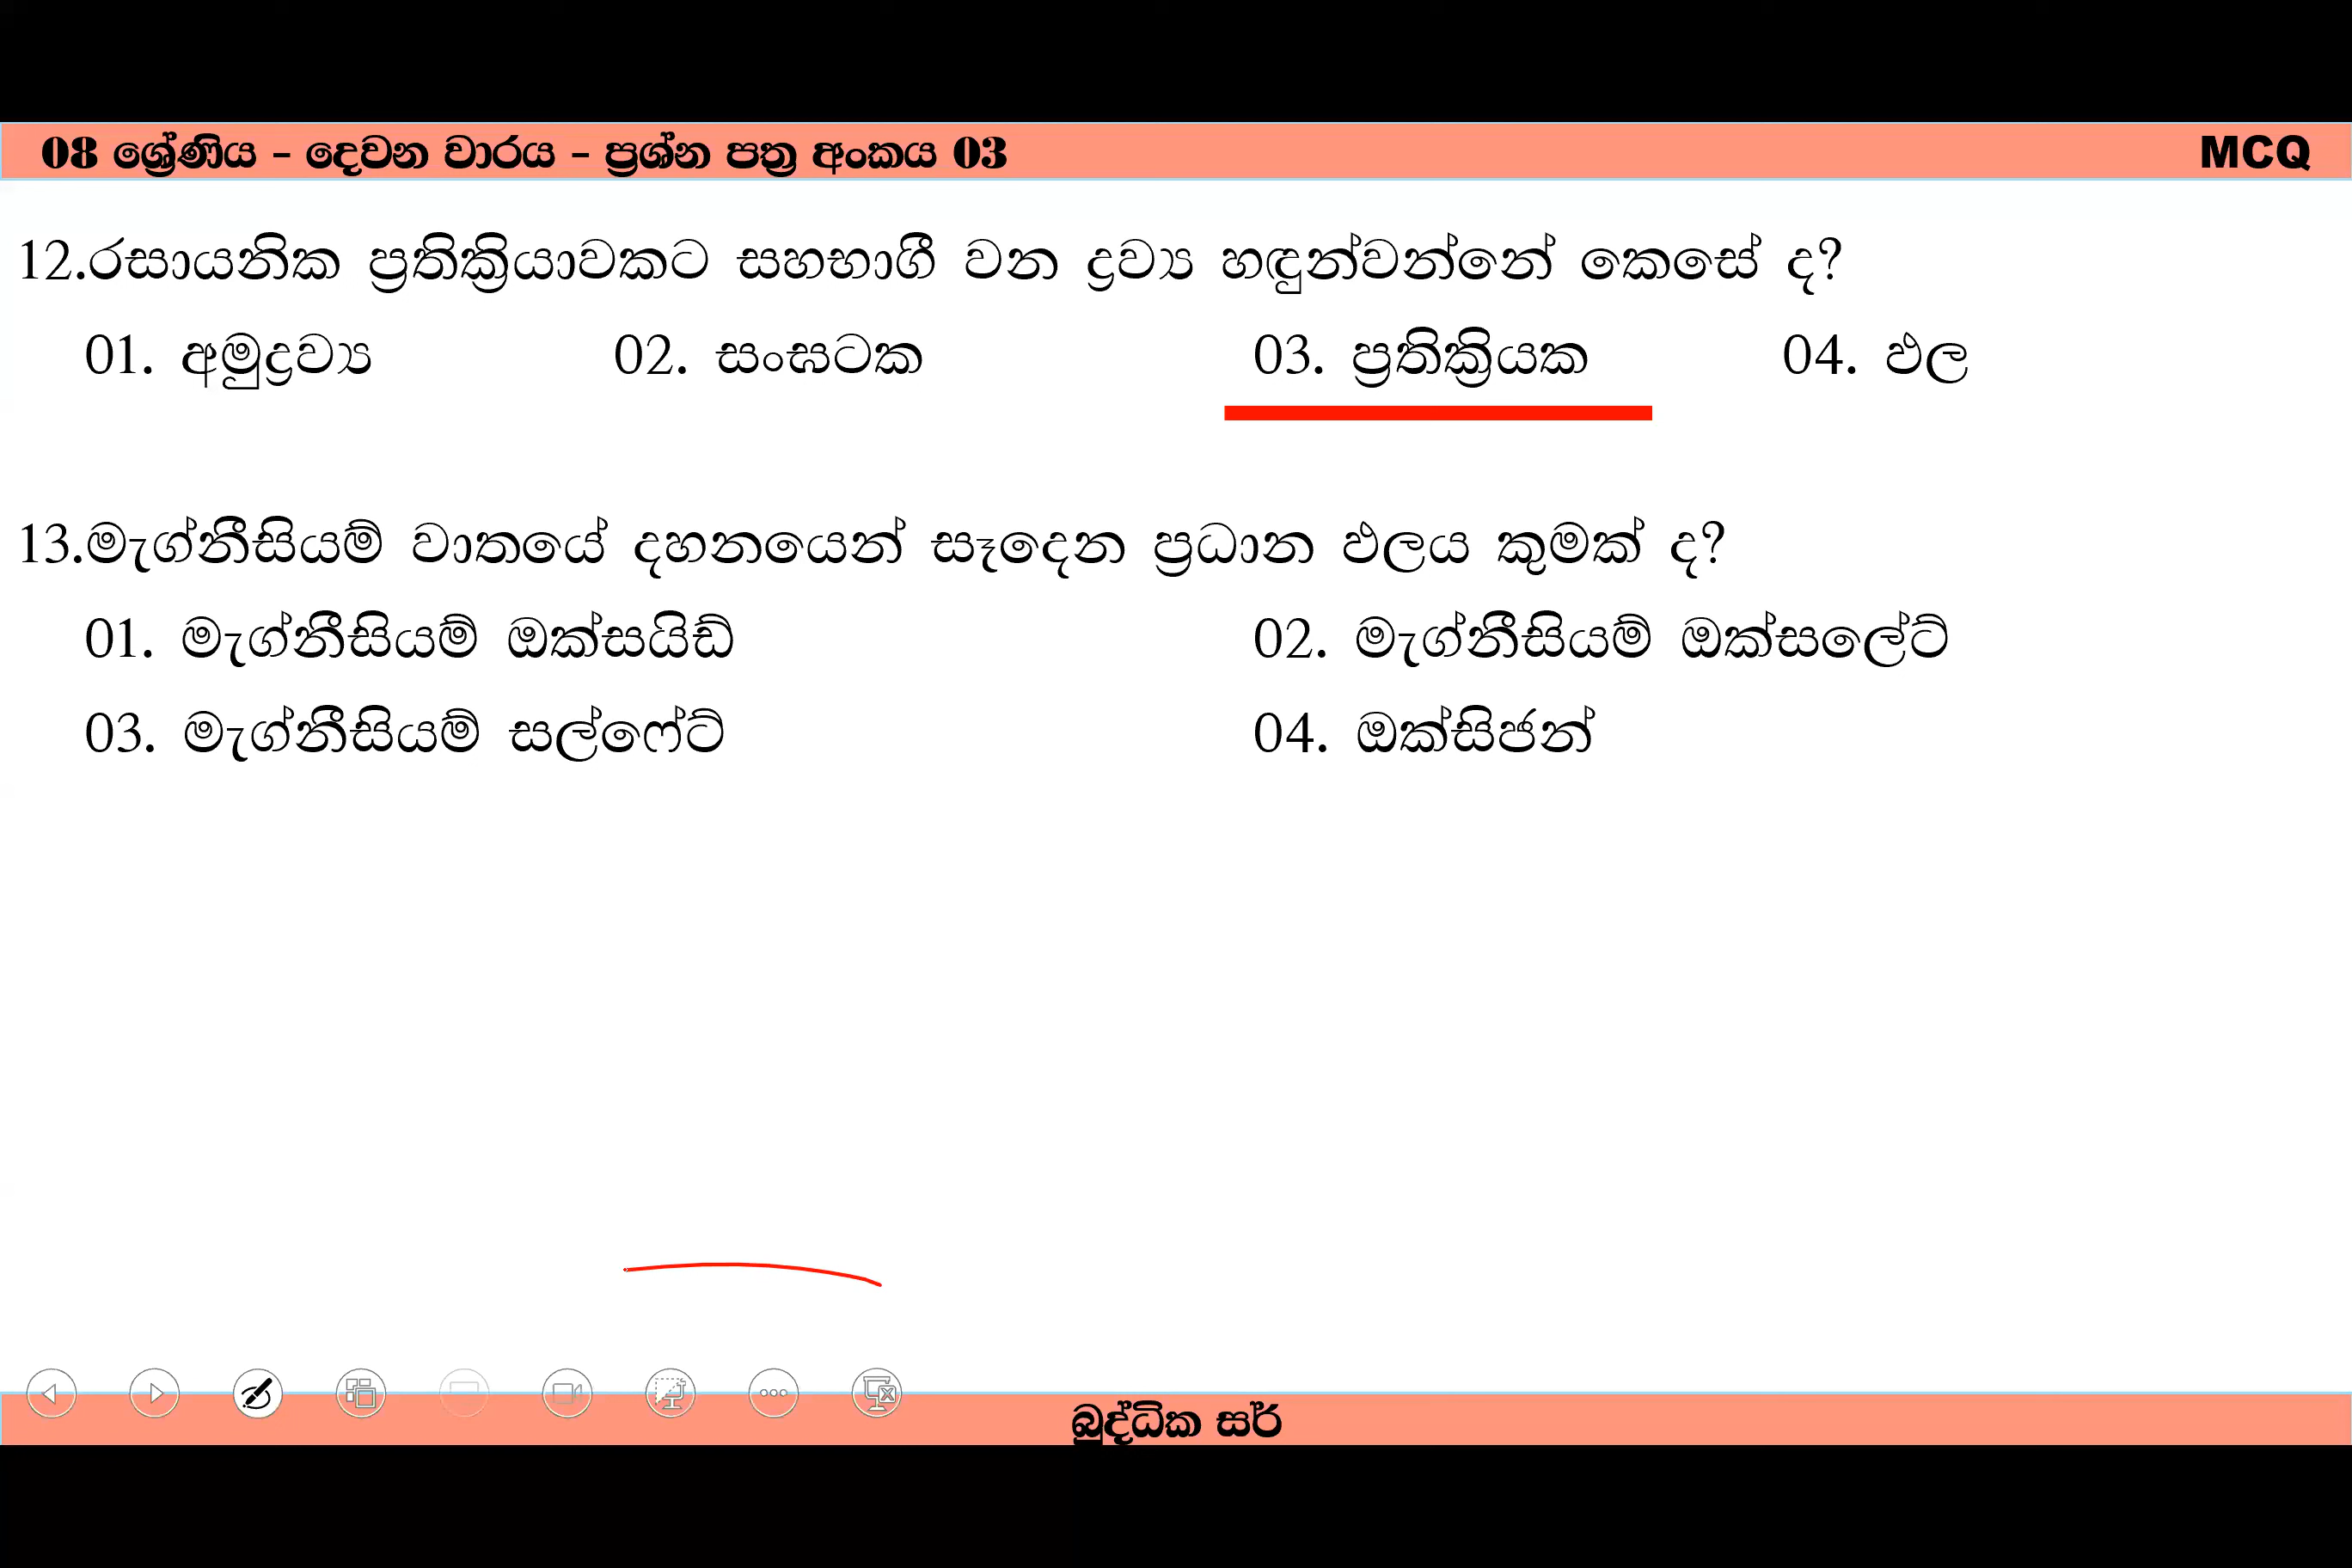 08 ශ්‍රේණිය – දෙවන වාරය – ප්‍රශ්න පත්‍ර අංකය 03 MCQ
12.රසායනික ප්‍රතික්‍රියාවකට සහභාගී වන ද්‍රව්‍ය හඳුන්වන්නේ කෙසේ ද?
01. අමුද්‍රව්‍ය 02. සංඝටක 03. ප්‍රතික්‍රියක 04. ඵල
13.මැග්නීසියම් වාතයේ දහනයෙන් සෑදෙන ප්‍රධාන ඵලය කුමක් ද?
01. මැග්නීසියම් ඔක්සයිඩ් 02. මැග්නීසියම් ඔක්සලේට්
03. මැග්නීසියම් සල්ෆේට් 04. ඔක්සිජන්
බුද්ධික සර්